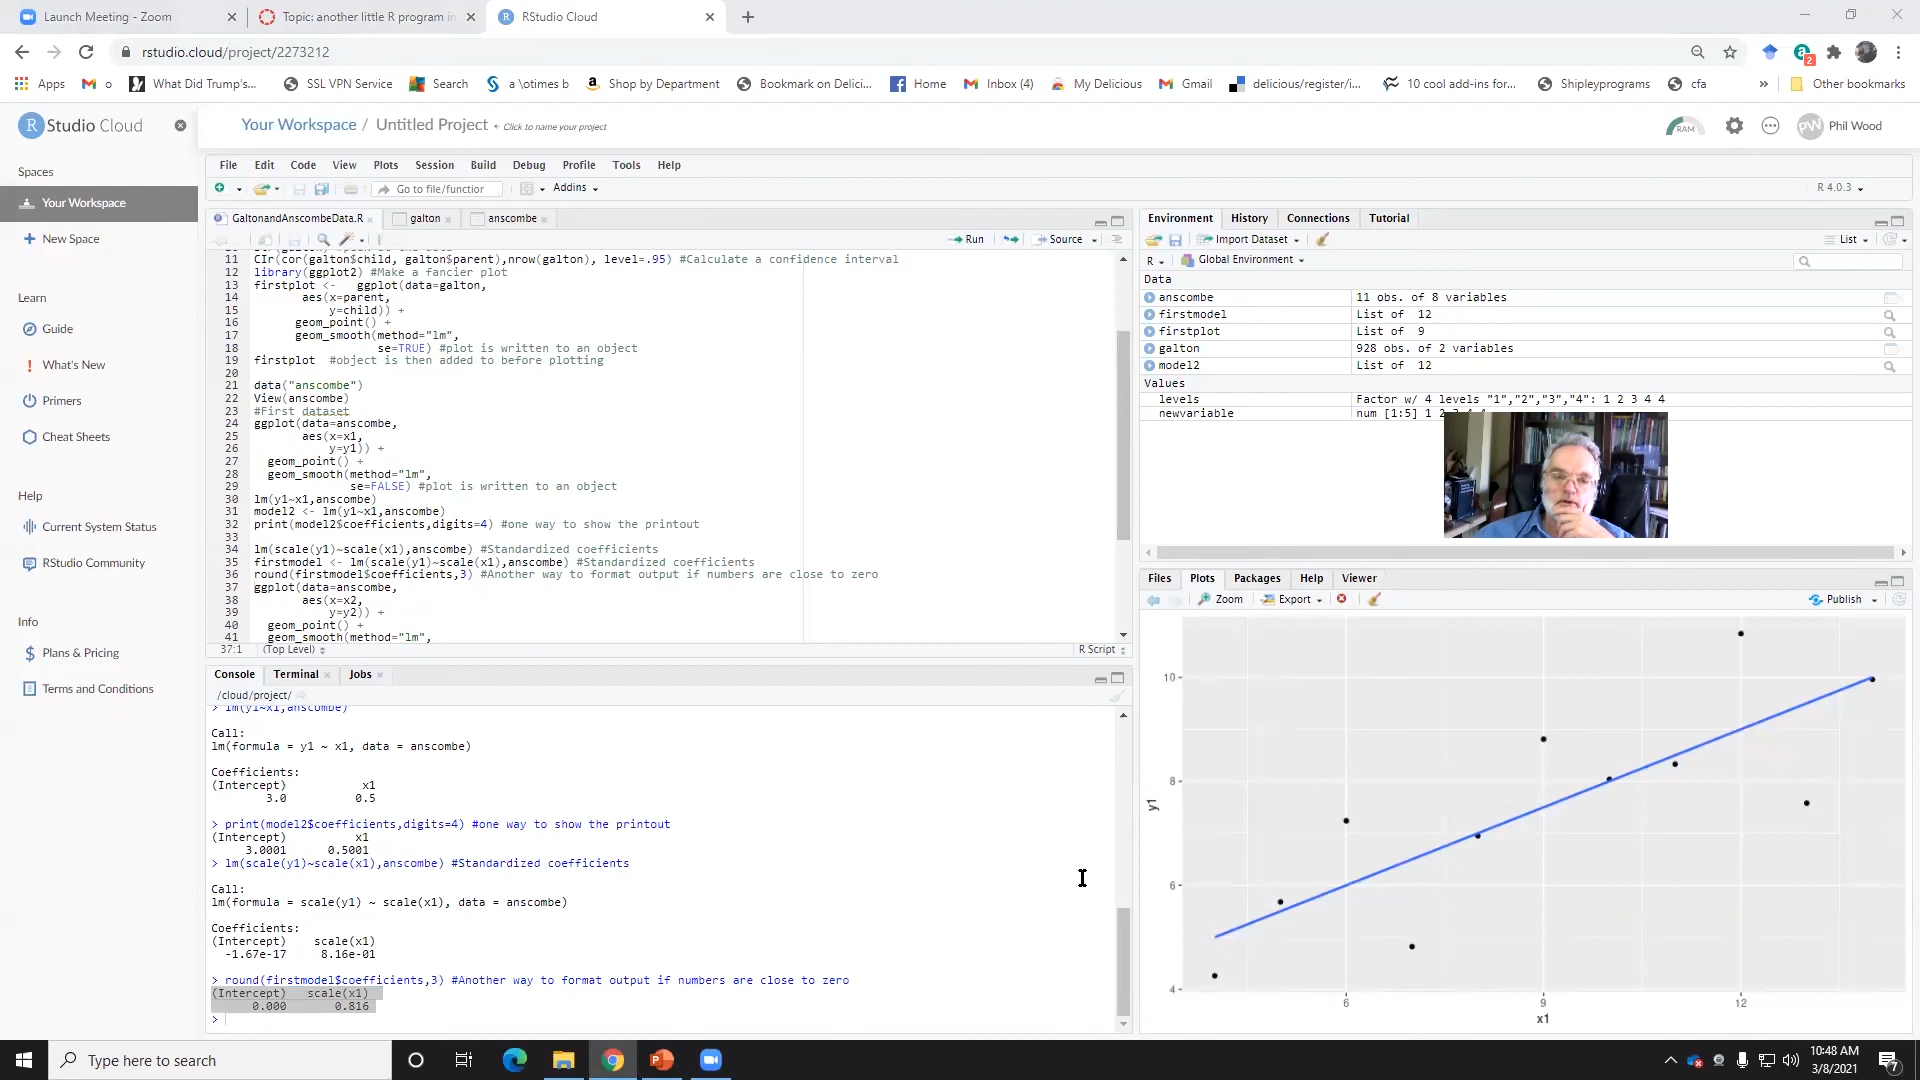 Launch Meeting - Zoom
Topic: another little R program in
RStudio Cloud
rstudio.cloud/project/2273212
Apps
o
What Did Trump's...
SSL VPN Service
Search
a \otimes b
Shop by Department
Bookmark on Delici...
Home
Inbox (4)
My Delicious
Gmail
delicious/register/i...
10 cool add-ins for...
Shipleyprograms
cfa
»
Other bookmarks
R Studio Cloud
Your Workspace / Untitled Project ← Click to name your project
RAM
PW Phil Wood
Spaces
Your Workspace
New Space
Learn
Guide
What's New
Primers
Cheat Sheets
Help
Current System Status
RStudio Community
Info
Plans & Pricing
Terms and Conditions
File Edit Code View Plots Session Build Debug Profile Tools Help
Go to file/functior
Addins
R 4.0.3
GaltonandAnscombeData.R
galton
anscombe
Run
Source
11 CIr(cor(galton$child, galton$parent),nrow(galton), level=.95) #Calculate a confidence interval
12 library(ggplot2) #Make a fancier plot
13 firstplot <- ggplot(data=galton,
14 aes(x=parent,
15 y=child)) +
16 geom_point() +
17 geom_smooth(method="lm",
18 se=TRUE) #plot is written to an object
19 firstplot #object is then added to before plotting
20
21 data("anscombe")
22 View(anscombe)
23 #First dataset
24 ggplot(data=anscombe,
25 aes(x=x1,
26 y=y1)) +
27 geom_point() +
28 geom_smooth(method="lm",
29 se=FALSE) #plot is written to an object
30 lm(y1~x1,anscombe)
31 model2 <- lm(y1~x1,anscombe)
32 print(model2$coefficients,digits=4) #one way to show the printout
33
34 lm(scale(y1)~scale(x1),anscombe) #Standardized coefficients
35 firstmodel <- lm(scale(y1)~scale(x1),anscombe) #Standardized coefficients
36 round(firstmodel$coefficients,3) #Another way to format output if numbers are close to zero
37 ggplot(data=anscombe,
38 aes(x=x2,
39 y=y2)) +
40 geom_point() +
41 geom_smooth(method="lm",
37:1 (Top Level)
R Script
Console Terminal Jobs
/cloud/project/
> lm(y1~x1,anscombe)
Call:
lm(formula = y1 ~ x1, data = anscombe)
Coefficients:
(Intercept) x1
3.0 0.5
> print(model2$coefficients,digits=4) #one way to show the printout
(Intercept) x1
3.0001 0.5001
> lm(scale(y1)~scale(x1),anscombe) #Standardized coefficients
Call:
lm(formula = scale(y1) ~ scale(x1), data = anscombe)
Coefficients:
(Intercept) scale(x1)
-1.67e-17 8.16e-01
> round(firstmodel$coefficients,3) #Another way to format output if numbers are close to zero
(Intercept) scale(x1)
0.000 0.816
>
Environment History Connections Tutorial
Import Dataset
List
R
Global Environment
Data
anscombe 11 obs. of 8 variables
firstmodel List of 12
firstplot List of 9
galton 928 obs. of 2 variables
model2 List of 12
Values
levels Factor w/ 4 levels "1","2","3","4": 1 2 3 4 4
newvariable num [1:5] 1 2 3 4 4
Files Plots Packages Help Viewer
Zoom
Export
Publish
10
8
6
4
y1
6
9
12
x1
Type here to search
10:48 AM
3/8/2021
7